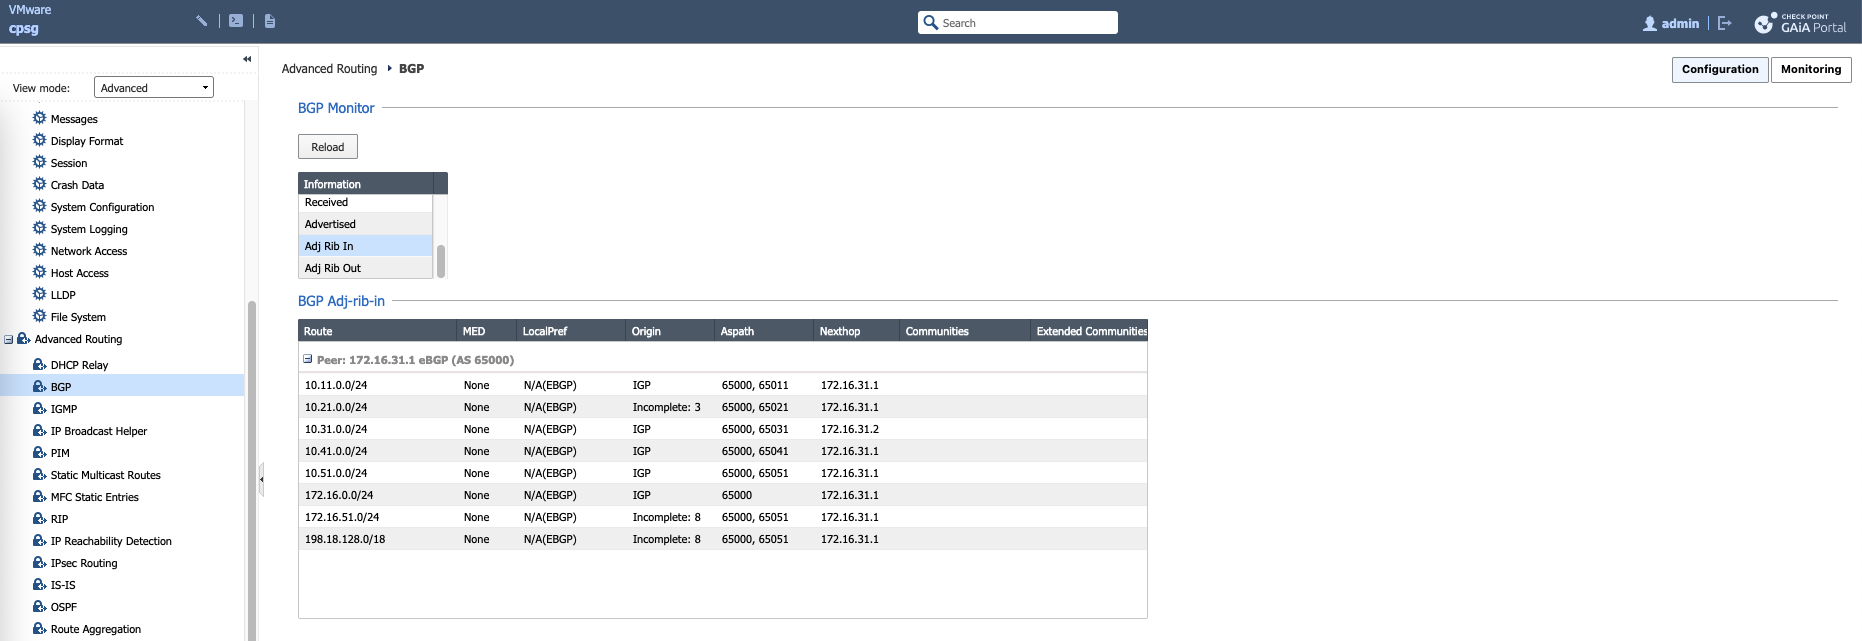 VMware
cpsg
Search
admin
CHECK POINT
GAiA Portal
View mode: Advanced
Messages
Display Format
Session
Crash Data
System Configuration
System Logging
Network Access
Host Access
LLDP
File System
Advanced Routing
DHCP Relay
BGP
IGMP
IP Broadcast Helper
PIM
Static Multicast Routes
MFC Static Entries
RIP
IP Reachability Detection
IPsec Routing
IS-IS
OSPF
Route Aggregation
Advanced Routing BGP
Configuration Monitoring
BGP Monitor
Reload
Information
Received
Advertised
Adj Rib In
Adj Rib Out
BGP Adj-rib-in
Route MED LocalPref Origin Aspath Nexthop Communities Extended Communities
Peer: 172.16.31.1 eBGP (AS 65000)
10.11.0.0/24 None N/A(EBGP) IGP 65000, 65011 172.16.31.1
10.21.0.0/24 None N/A(EBGP) Incomplete: 3 65000, 65021 172.16.31.1
10.31.0.0/24 None N/A(EBGP) IGP 65000, 65031 172.16.31.2
10.41.0.0/24 None N/A(EBGP) IGP 65000, 65041 172.16.31.1
10.51.0.0/24 None N/A(EBGP) IGP 65000, 65051 172.16.31.1
172.16.0.0/24 None N/A(EBGP) IGP 65000 172.16.31.1
172.16.51.0/24 None N/A(EBGP) Incomplete: 8 65000, 65051 172.16.31.1
198.18.128.0/18 None N/A(EBGP) Incomplete: 8 65000, 65051 172.16.31.1